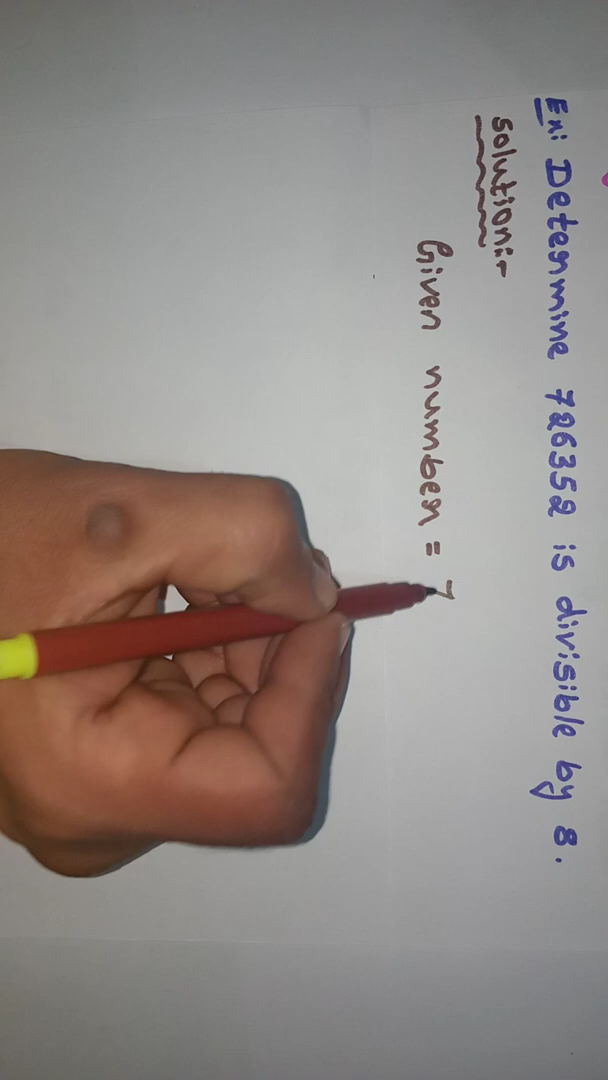 Ex: Determine 726352 is divisible by 8.
Solution:-
Given number = 7